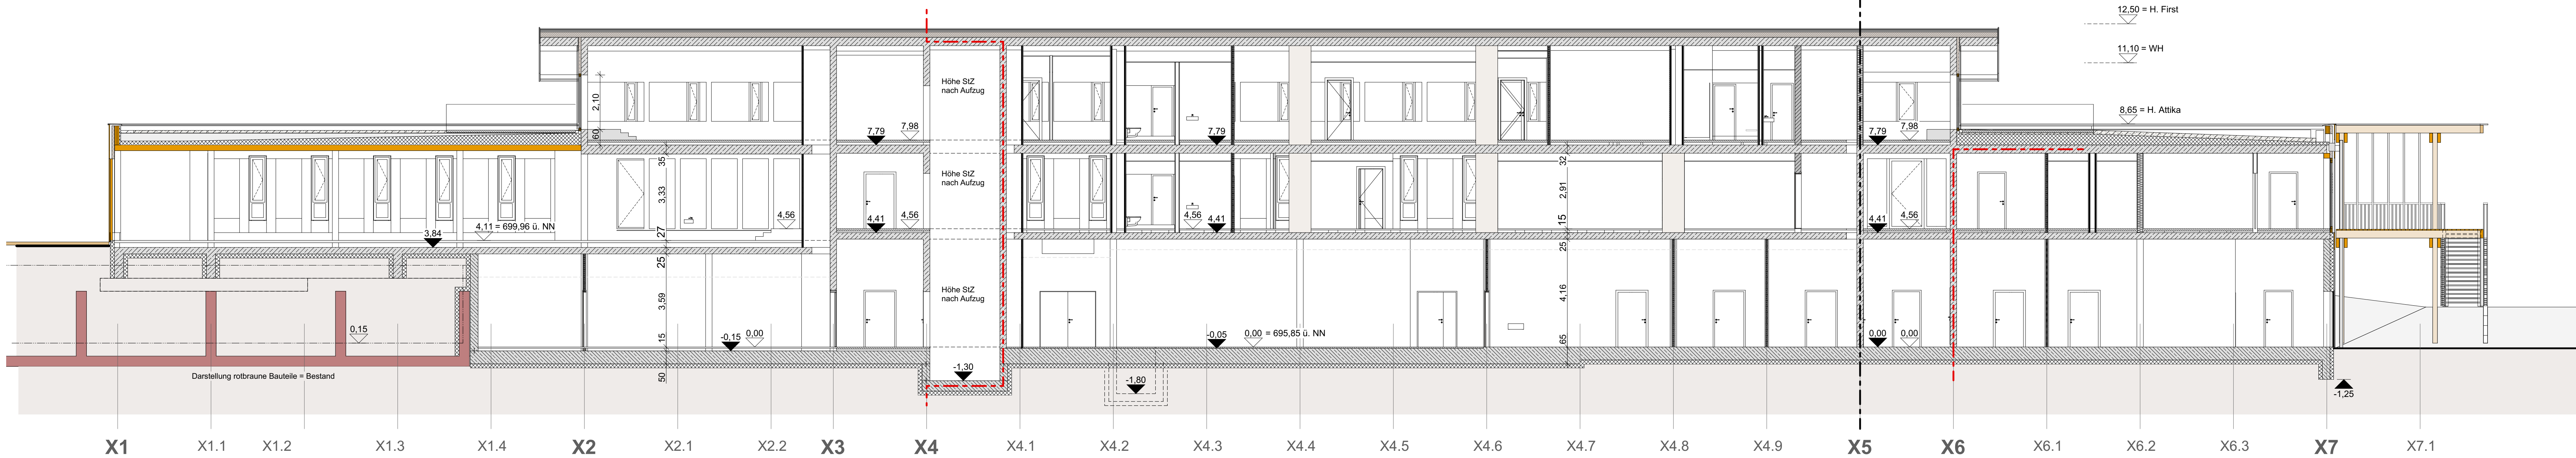 12,50 = H. First
11,10 = WH
8,65 = H. Attika
Höhe StZ
nach Aufzug
2,10
60
7,79
7,98
7,79
7,79
7,98
35
3,33
27
Höhe StZ
nach Aufzug
32
2,91
15
4,11 = 699,96 ü. NN
3,84
4,56
4,41
4,56
4,56
4,41
4,41
4,56
25
3,59
15
50
Höhe StZ
nach Aufzug
25
4,16
65
0,15
-0,15
0,00
-0,05
0,00 = 695,85 ü. NN
0,00
0,00
-1,30
-1,80
-1,25
Darstellung rotbraune Bauteile = Bestand
X1 X1.1 X1.2 X1.3 X1.4 X2 X2.1 X2.2 X3 X4 X4.1 X4.2 X4.3 X4.4 X4.5 X4.6 X4.7 X4.8 X4.9 X5 X6 X6.1 X6.2 X6.3 X7 X7.1